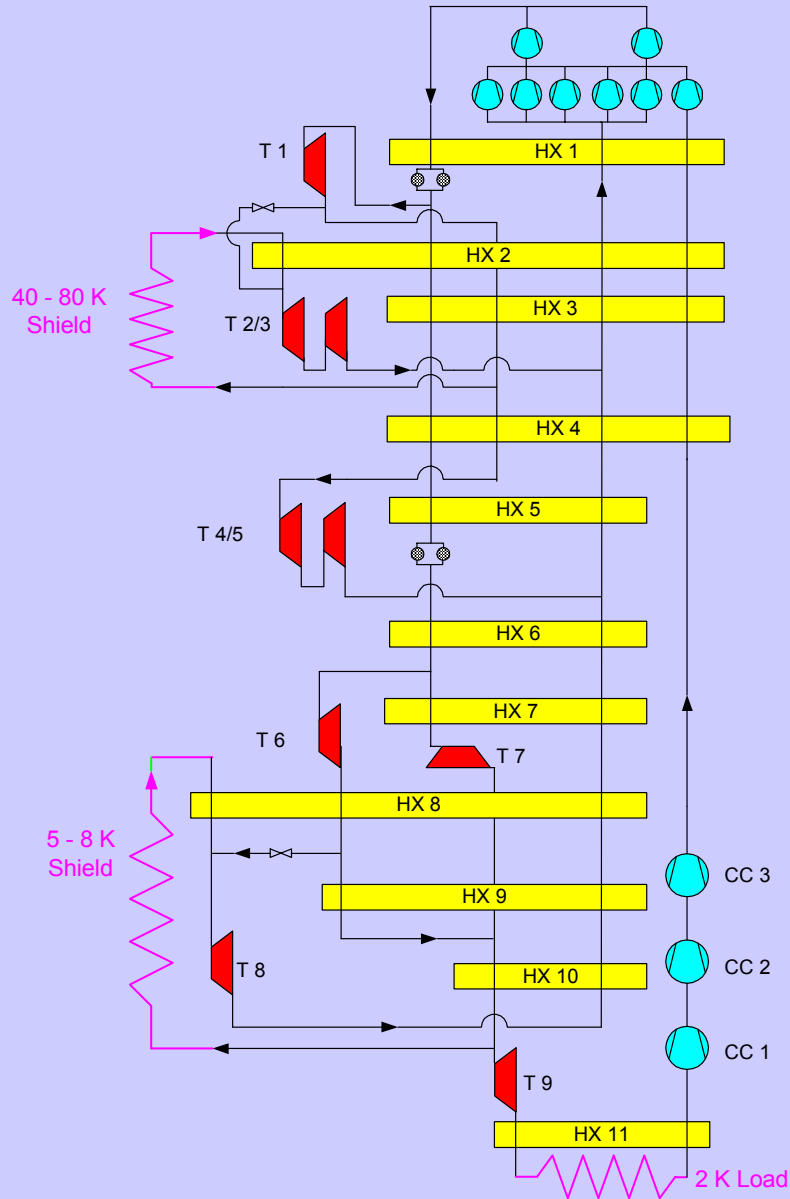 HX 1
T 1
HX 2
40 - 80 K
Shield
T 2/3
HX 3
HX 4
HX 5
T 4/5
HX 6
HX 7
T 6
T 7
HX 8
5 - 8 K
Shield
CC 3
HX 9
T 8
HX 10
CC 2
CC 1
T 9
HX 11
2 K Load